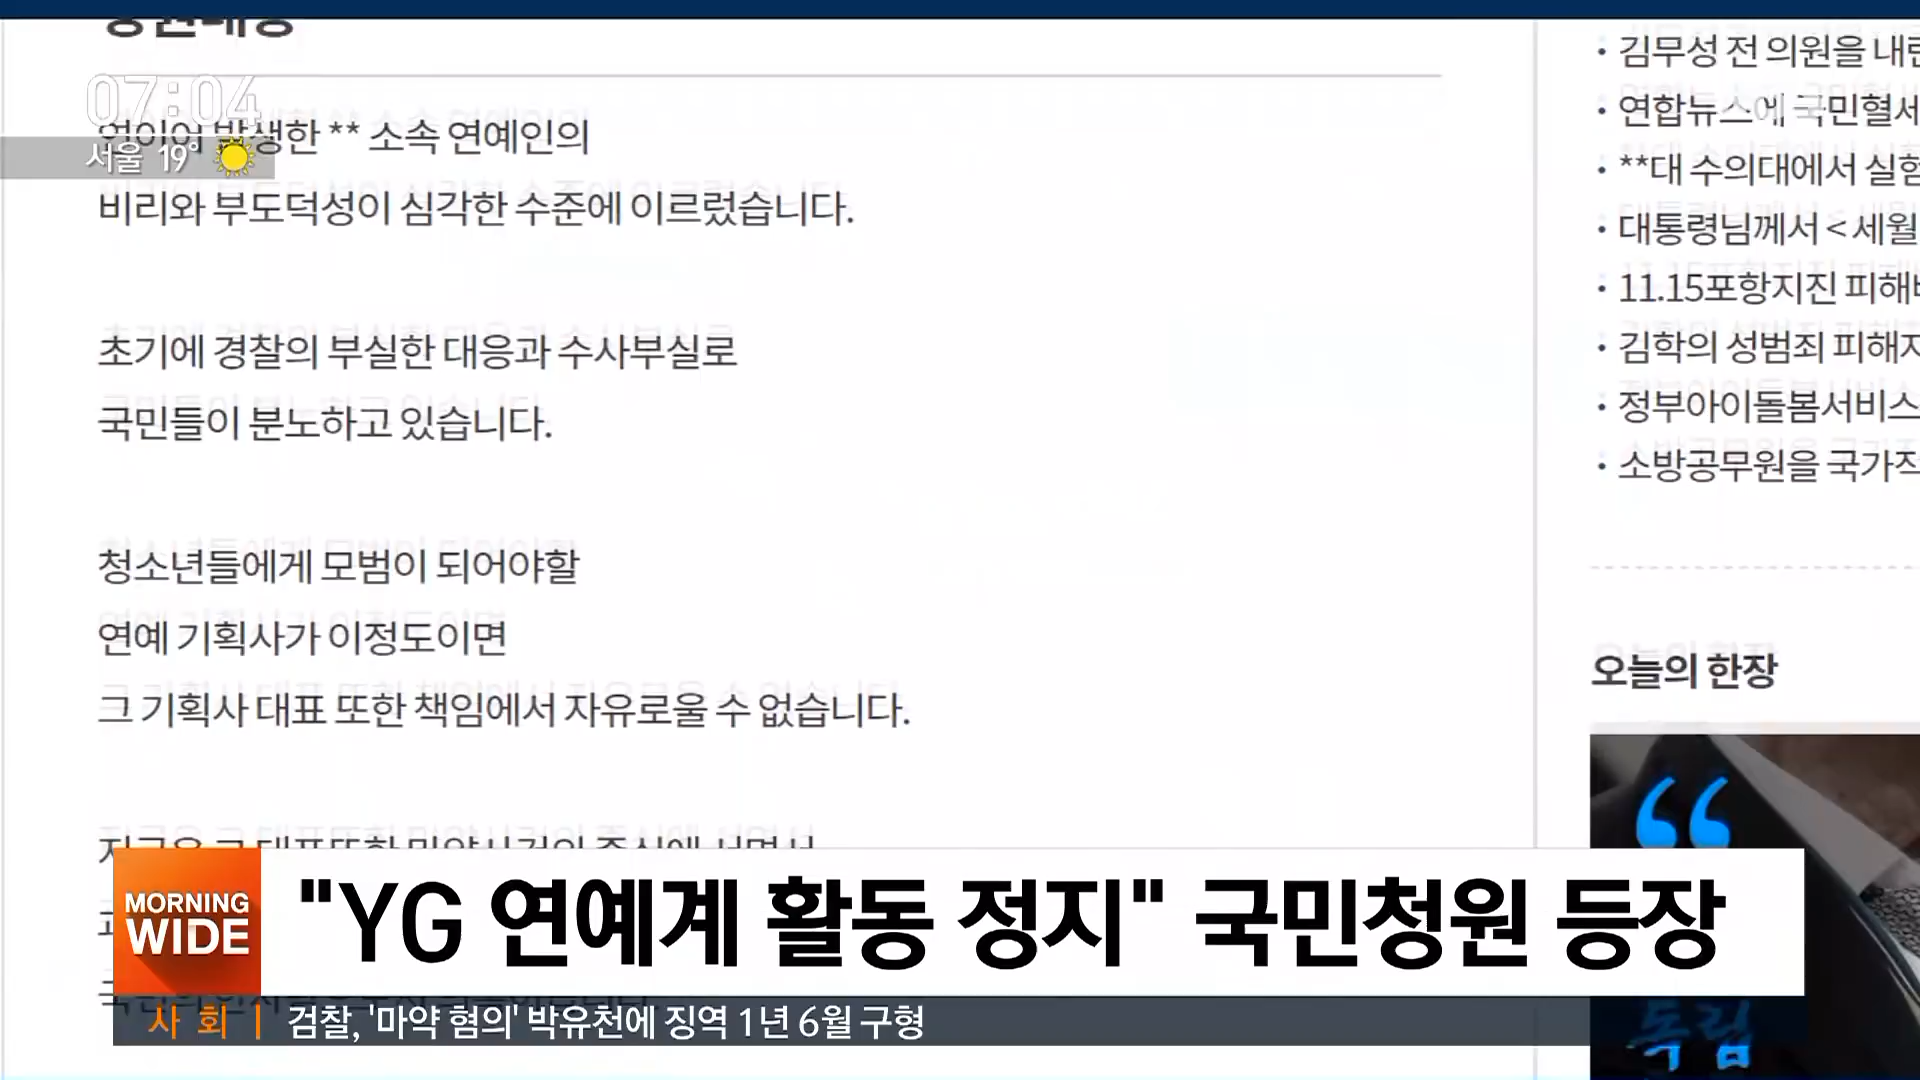 07:04
서울 19°
연이어 발생한 ** 소속 연예인의
비리와 부도덕성이 심각한 수준에 이르렀습니다.
초기에 경찰의 부실한 대응과 수사부실로
국민들이 분노하고 있습니다.
청소년들에게 모범이 되어야할
연예 기획사가 이정도이면
그 기획사 대표 또한 책임에서 자유로울 수 없습니다.
· 김무성 전 의원을
· 연합뉴스에 국민혈세
· **대 수의대에서 실험
· 대통령님께서 < 세월
· 11.15포항지진 피해
· 김학의 성범죄 피해자
· 정부아이돌봄서비스
· 소방공무원을 국가직
오늘의 한장
“
독립
MORNING
WIDE
"YG 연예계 활동 정지" 국민청원 등장
사 회 | 검찰, '마약 혐의' 박유천에 징역 1년 6월 구형